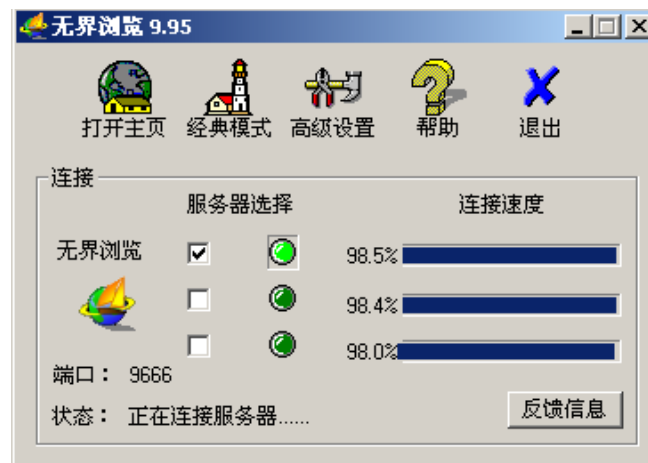 无界浏览 9.95
打开主页 经典模式 高级设置 帮助 退出
连接
服务器选择 连接速度
无界浏览 98.5%
98.4%
98.0%
端口： 9666
状态： 正在连接服务器...... 反馈信息